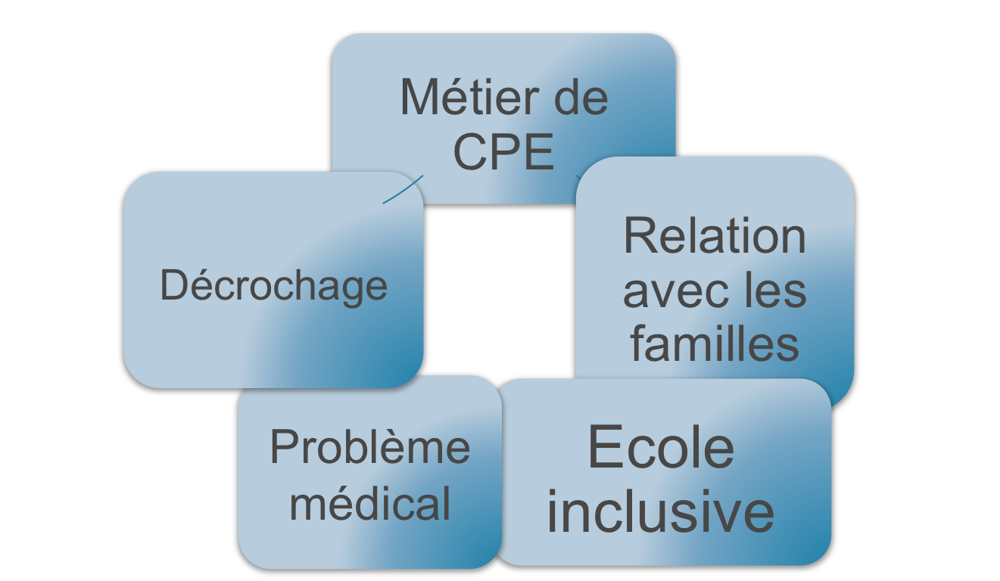 Métier de
CPE
Relation
avec les
familles
Décrochage
Ecole
inclusive
Problème
médical